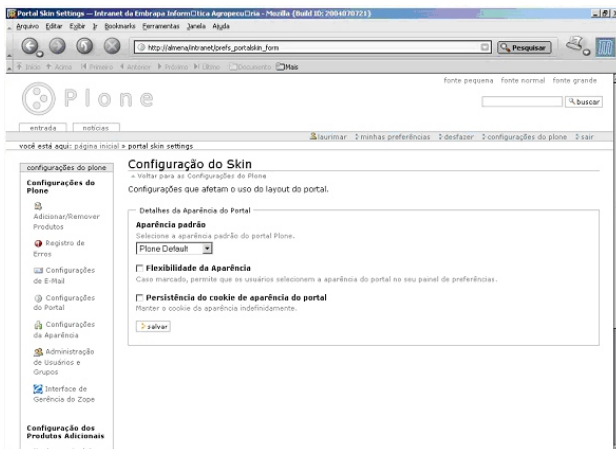 Portal Skin Settings — Intranet da Embrapa Inform□tica Agropecu□ria - Mozilla {Build ID: 2004070721}
Arquivo Editar Exibir Ir Bookmarks Ferramentas Janela Ajuda
http://almena/intranet/prefs_portalskin_form
Pesquisar
Início Acima Primeiro Anterior Próximo Último Documento Mais
fonte pequena fonte normal fonte grande
Plone
buscar
entrada notícias
laurimar minhas preferências desfazer configurações do plone sair
você está aqui: página inicial » portal skin settings
configurações do plone
Configurações do
Plone
Adicionar/Remover
Produtos
Registro de
Erros
Configurações
de E-Mail
Configurações
do Portal
Configurações
da Aparência
Administração
de Usuários e
Grupos
Interface de
Gerência do Zope
Configuração dos
Produtos Adicionais
Configuração do Skin
Voltar para as Configurações do Plone
Configurações que afetam o uso do layout do portal.
Detalhes da Aparência do Portal
Aparência padrão
Selecione a aparência padrão do portal Plone.
Plone Default
Flexibilidade da Aparência
Caso marcado, permite que os usuários selecionem a aparência do portal no seu painel de preferências.
Persistência do cookie de aparência do portal
Manter o cookie da aparência indefinidamente.
salvar